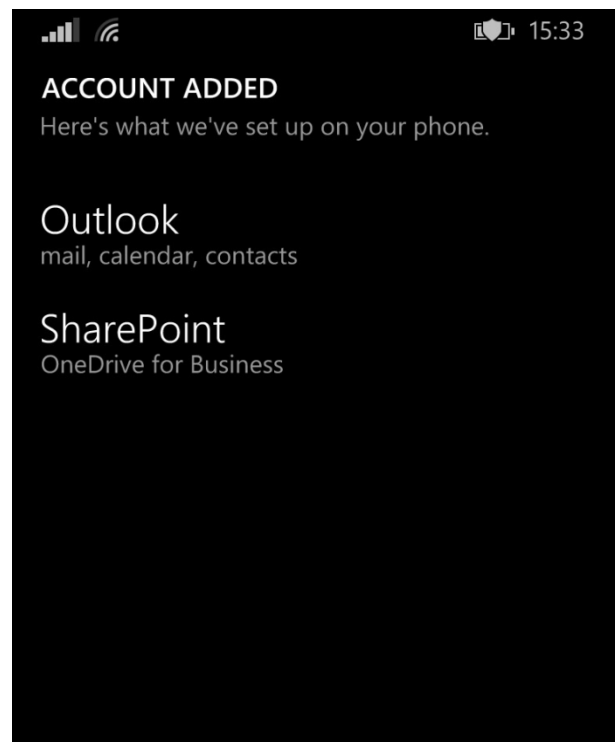 15:33
ACCOUNT ADDED
Here's what we've set up on your phone.
Outlook
mail, calendar, contacts
SharePoint
OneDrive for Business